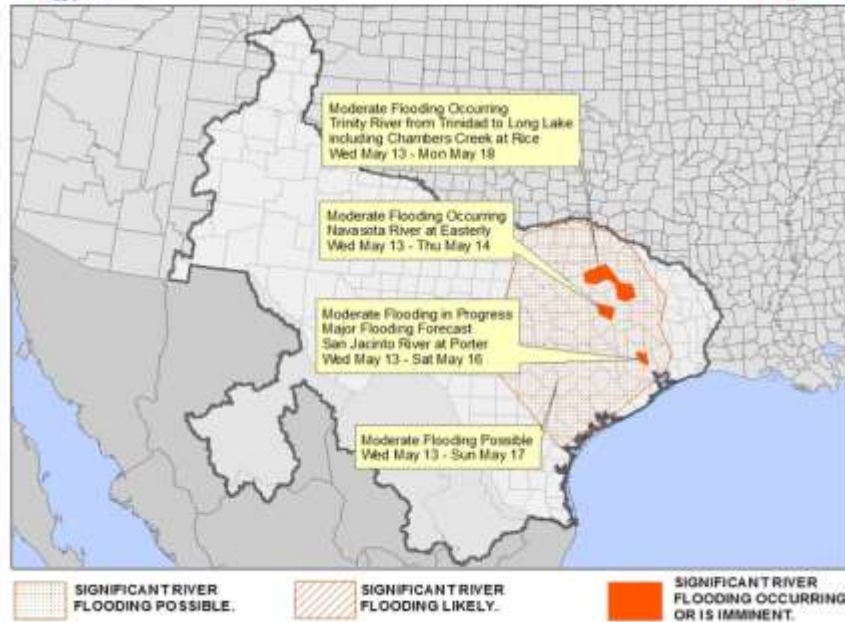 Moderate Flooding Occurring
Trinity River from Trinidad to Long Lake
including Chambers Creek at Rice
Wed May 13 - Mon May 18
Moderate Flooding Occurring
Navasota River at Easterly
Wed May 13 - Thu May 14
Moderate Flooding in Progress
Major Flooding Forecast
San Jacinto River at Porter
Wed May 13 - Sat May 16
Moderate Flooding Possible
Wed May 13 - Sun May 17
SIGNIFICANT RIVER
FLOODING POSSIBLE.
SIGNIFICANT RIVER
FLOODING LIKELY.
SIGNIFICANT RIVER
FLOODING OCCURRING
OR IS IMMINENT.